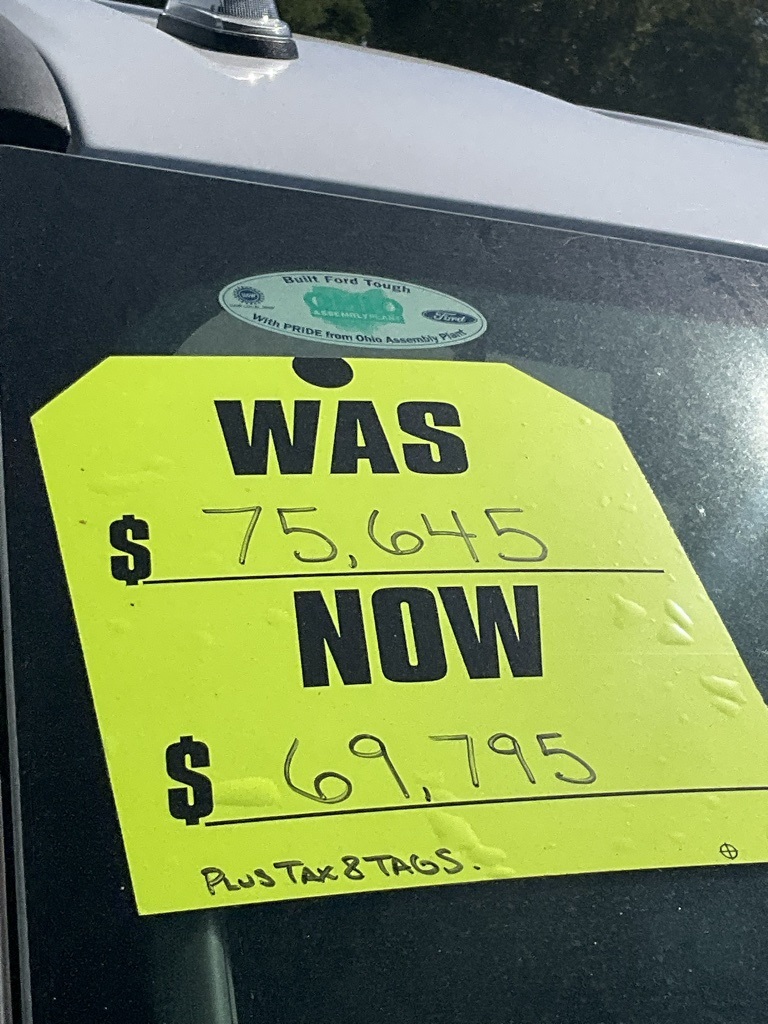 Built Ford Tough
ASSEMBLY PLANT
Ford
With PRIDE from Ohio Assembly Plant
WAS
$ 75,645
NOW
$ 69,795
PLUS TAX & TAGS.